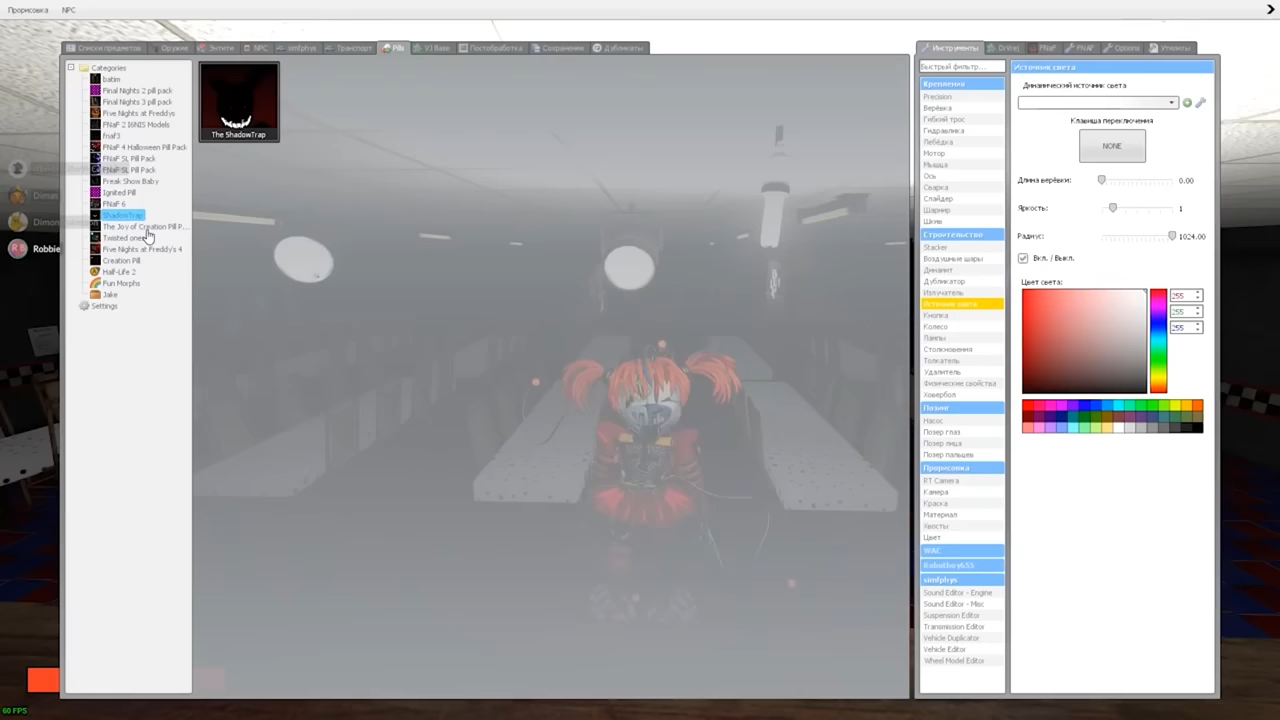 Прорисовка
NPC
Списки предметов
Оружие
Энтити
NPC
simfphys
Транспорт
Pills
V.J.Base
Постобработка
Сохранения
Дубликаты
Categories
batim
Final Nights 2 pill pack
Final Nights 3 pill pack
Five Nights at Freddys
FNaF 2 IGNIS Models
fnaf3
FNaF 4 Halloween Pill Pack
FNaF SL Pill Pack
FNaF SL Pill Pack
Freak Show Baby
Ignited Pill
FNaF 6
ShadowTrap
The Joy of Creation Pill P...
Twisted ones
Five Nights at Freddy's 4
Creation Pill
Half-Life 2
Fun Morphs
Jake
Settings
The ShadowTrap
Robbie
60 FPS
Инструменты
DrVrej
FNaF
FNAF
Options
Утилиты
Быстрый фильтр...
Крепления
Precision
Верёвка
Гибкий трос
Гидравлика
Лебёдка
Мотор
Мышца
Ось
Сварка
Слайдер
Шарнир
Шкив
Строительство
Stacker
Воздушные шары
Динамит
Дубликатор
Излучатель
Источник света
Кнопка
Колесо
Лампы
Столкновения
Толкатель
Удалитель
Физические свойства
Ховербол
Позинг
Насос
Позер глаз
Позер лица
Позер пальцев
Прорисовка
RT Camera
Камера
Краска
Материал
Хвосты
Цвет
WAC
Robotboy655
simfphys
Sound Editor - Engine
Sound Editor - Misc
Suspension Editor
Transmission Editor
Vehicle Duplicator
Vehicle Editor
Wheel Model Editor
Источник света
Динамический источник света
Клавиша переключения
NONE
Длина верёвки: 0.00
Яркость: 1
Радиус: 1024.00
Вкл. / Выкл.
Цвет света:
255
255
255